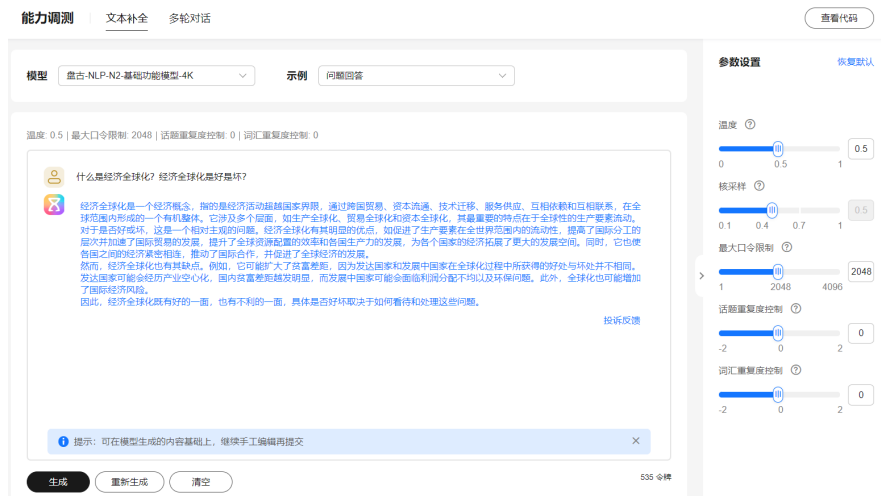 能力调测 文本补全 多轮对话 查看代码
模型 盘古-NLP-N2-基础功能模型-4K 示例 问题回答
温度: 0.5 | 最大口令限制: 2048 | 话题重复度控制: 0 | 词汇重复度控制: 0
什么是经济全球化? 经济全球化是好是坏?
经济全球化是一个经济概念，指的是经济活动超越国家界限，通过跨国贸易、资本流通、技术迁移、服务供应、互相依赖和互相联系，在全
球范围内形成的一个有机整体。它涉及多个层面，如生产全球化、贸易全球化和资本全球化，其最重要的特点在于全球性的生产要素流动。
对于是否好或坏，这是一个相对主观的问题。经济全球化有其明显的优点，如促进了生产要素在全世界范围内的流动性，提高了国际分工的
层次并加速了国际贸易的发展，提升了全球资源配置的效率和各国生产力的发展，为各个国家的经济拓展了更大的发展空间。同时，它也使
各国之间的经济紧密相连，推动了国际合作，并促进了全球经济的发展。
然而，经济全球化也有其缺点。例如，它可能扩大了贫富差距，因为发达国家和发展中国家在全球化过程中所获得的好处与坏处并不相同。
发达国家可能会经历产业空心化，国内贫富差距越发明显，而发展中国家可能会面临利润分配不均以及环保问题。此外，全球化也可能增加
了国际经济风险。
因此，经济全球化既有好的一面，也有不利的一面，具体是否好坏取决于如何看待和处理这些问题。
投诉反馈
提示：可在模型生成的内容基础上，继续手工编辑再提交
生成 重新生成 清空 535 令牌
参数设置 恢复默认
温度
0.5
0 0.5 1
核采样
0.5
0.1 0.4 0.7 1
最大口令限制
2048
1 2048 4096
话题重复度控制
0
-2 0 2
词汇重复度控制
0
-2 0 2